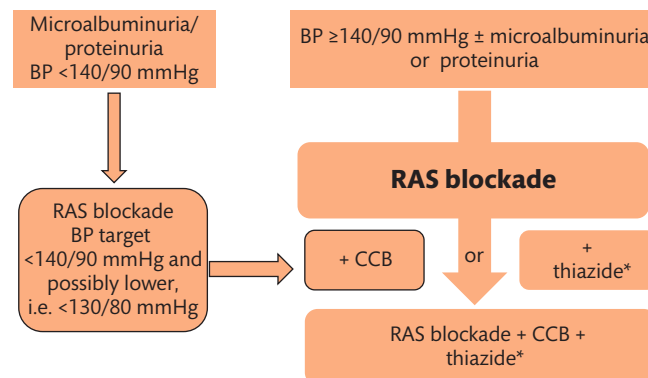 Microalbuminuria/
proteinuria
BP <140/90 mmHg
BP ≥140/90 mmHg ± microalbuminuria
or proteinuria
RAS blockade
RAS blockade
BP target
<140/90 mmHg and
possibly lower,
i.e. <130/80 mmHg
+ CCB
or
+
thiazide*
RAS blockade + CCB +
thiazide*